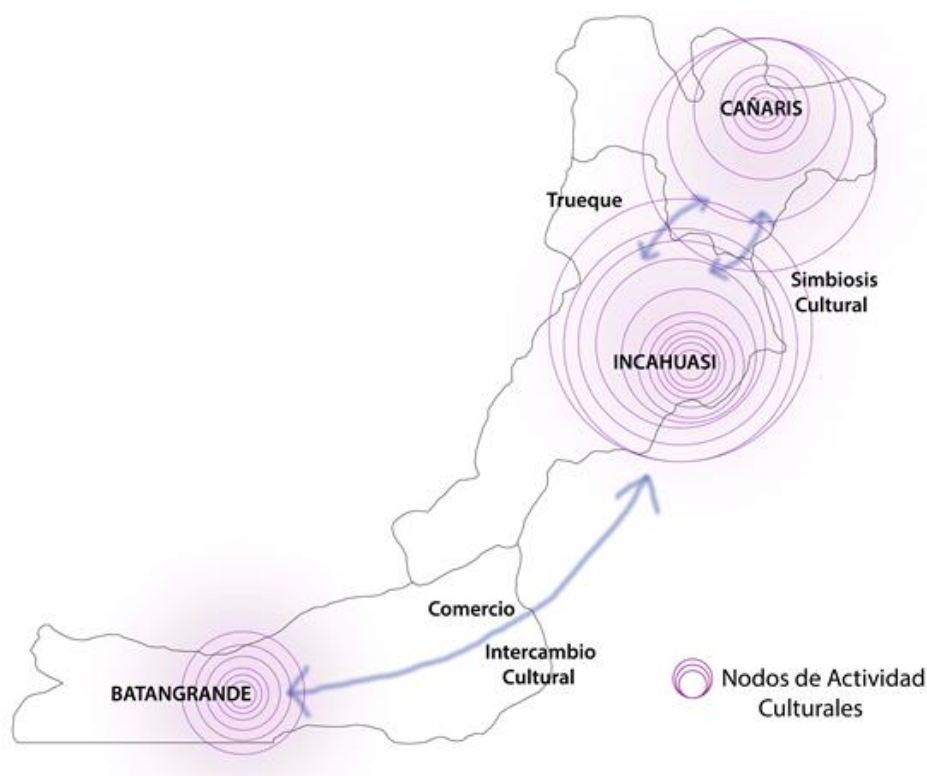 CAÑARIS
Trueque
Simbiosis
Cultural
INCAHUASI
Comercio
Intercambio
Cultural
BATANGRANDE
Nodos de Actividad
Culturales